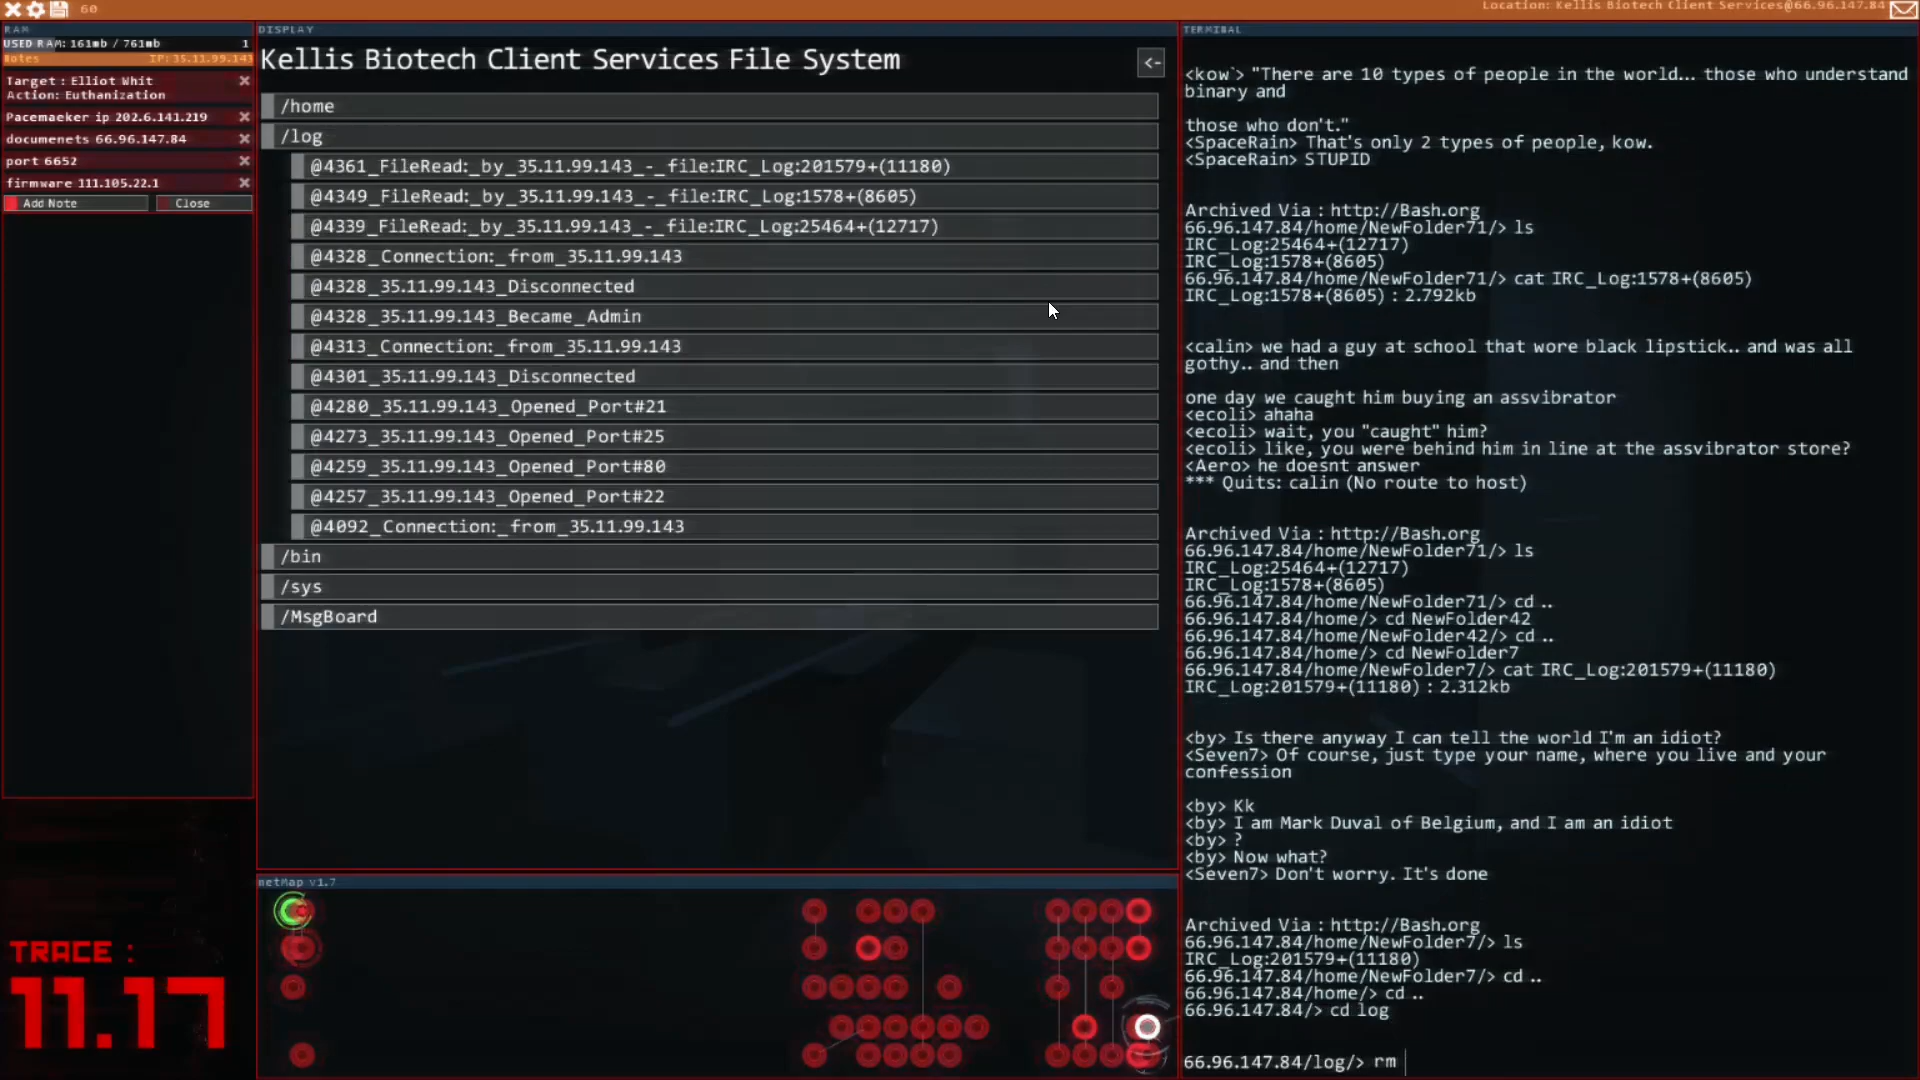 60
Location: Kellis Biotech Client Services@66.96.147.84
RAM
USED RAM: 161mb / 761mb 1
Notes IP: 35.11.99.143
Target : Elliot Whit
Action: Euthanization
Pacemaeker ip 202.6.141.219
documenets 66.96.147.84
port 6652
firmware 111.105.22.1
Add Note Close
TRACE :
11.17
DISPLAY
Kellis Biotech Client Services File System
<-
/home
/log
@4361_FileRead:_by_35.11.99.143_-_file:IRC_Log:201579+(11180)
@4349_FileRead:_by_35.11.99.143_-_file:IRC_Log:1578+(8605)
@4339_FileRead:_by_35.11.99.143_-_file:IRC_Log:25464+(12717)
@4328_Connection:_from_35.11.99.143
@4328_35.11.99.143_Disconnected
@4328_35.11.99.143_Became_Admin
@4313_Connection:_from_35.11.99.143
@4301_35.11.99.143_Disconnected
@4280_35.11.99.143_Opened_Port#21
@4273_35.11.99.143_Opened_Port#25
@4259_35.11.99.143_Opened_Port#80
@4257_35.11.99.143_Opened_Port#22
@4092_Connection:_from_35.11.99.143
/bin
/sys
/MsgBoard
netMap v1.7
TERMINAL
<kow`> "There are 10 types of people in the world... those who understand
binary and
those who don't."
<SpaceRain> That's only 2 types of people, kow.
<SpaceRain> STUPID
Archived Via : http://Bash.org
66.96.147.84/home/NewFolder71/> ls
IRC_Log:25464+(12717)
IRC_Log:1578+(8605)
66.96.147.84/home/NewFolder71/> cat IRC_Log:1578+(8605)
IRC_Log:1578+(8605) : 2.792kb
<calin> we had a guy at school that wore black lipstick.. and was all
gothy.. and then
one day we caught him buying an assvibrator
<ecoli> ahaha
<ecoli> wait, you "caught" him?
<ecoli> like, you were behind him in line at the assvibrator store?
<Aero> he doesnt answer
*** Quits: calin (No route to host)
Archived Via : http://Bash.org
66.96.147.84/home/NewFolder71/> ls
IRC_Log:25464+(12717)
IRC_Log:1578+(8605)
66.96.147.84/home/NewFolder71/> cd ..
66.96.147.84/home/> cd NewFolder42
66.96.147.84/home/NewFolder42/> cd ..
66.96.147.84/home/> cd NewFolder7
66.96.147.84/home/NewFolder7/> cat IRC_Log:201579+(11180)
IRC_Log:201579+(11180) : 2.312kb
<by> Is there anyway I can tell the world I'm an idiot?
<Seven7> Of course, just type your name, where you live and your
confession
<by> Kk
<by> I am Mark Duval of Belgium, and I am an idiot
<by> ?
<by> Now what?
<Seven7> Don't worry. It's done
Archived Via : http://Bash.org
66.96.147.84/home/NewFolder7/> ls
IRC_Log:201579+(11180)
66.96.147.84/home/NewFolder7/> cd ..
66.96.147.84/home/> cd ..
66.96.147.84/> cd log
66.96.147.84/log/> rm